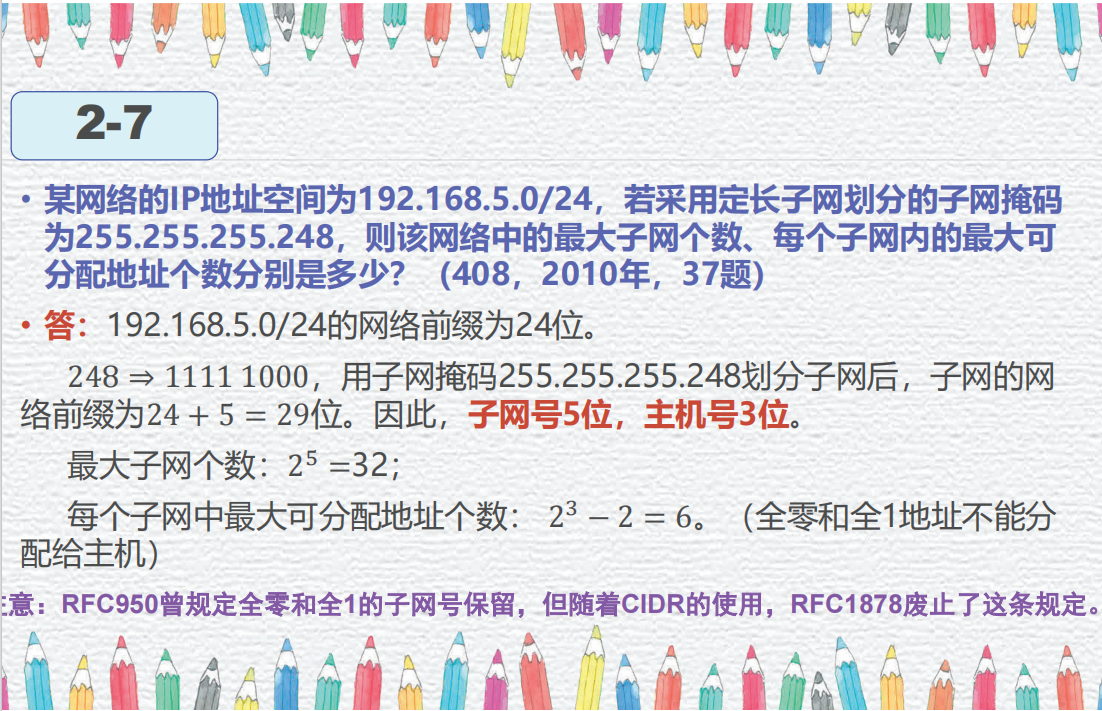 2-7
• 某网络的IP地址空间为192.168.5.0/24，若采用定长子网划分的子网掩码
为255.255.255.248，则该网络中的最大子网个数、每个子网内的最大可
分配地址个数分别是多少？（408，2010年，37题）
• 答：192.168.5.0/24的网络前缀为24位。
248 ⇒ 1111 1000，用子网掩码255.255.255.248划分子网后，子网的网
络前缀为24 + 5 = 29位。因此，子网号5位，主机号3位。
最大子网个数：2⁵ =32；
每个子网中最大可分配地址个数： 2³ − 2 = 6。（全零和全1地址不能分
配给主机）
注意：RFC950曾规定全零和全1的子网号保留，但随着CIDR的使用，RFC1878废止了这条规定。